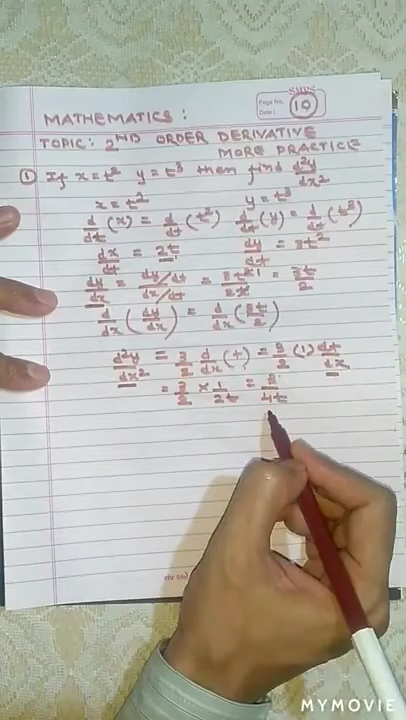 SHPS
Page No. 10
Date:
MATHEMATICS:
TOPIC: 2ND ORDER DERIVATIVE
MORE PRACTICE
① If x = t² y = t³ then find d²y/dx²
x = t² y = t³
d/dt (x) = d/dt (t²) d/dt (y) = d/dt (t³)
dx/dt = 2t dy/dt = 3t²
dy/dx = dy/dt / dx/dt = 3t²/2t = 3t/2
d/dx (dy/dx) = d/dx (3t/2)
d²y/dx² = 3/2 d/dx (t) = 3/2 (1) dt/dx
= 3/2 × 1/2t = 3/4t
MYMOVIE